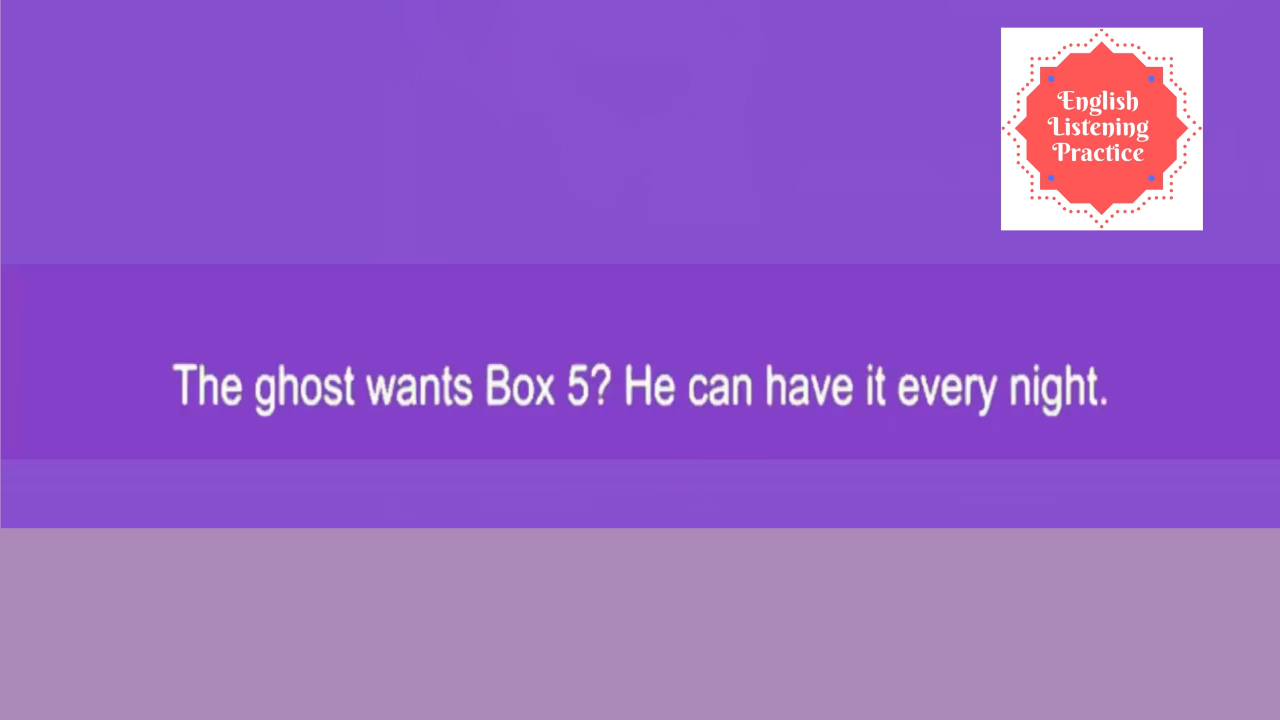 English
Listening
Practice
The ghost wants Box 5? He can have it every night.